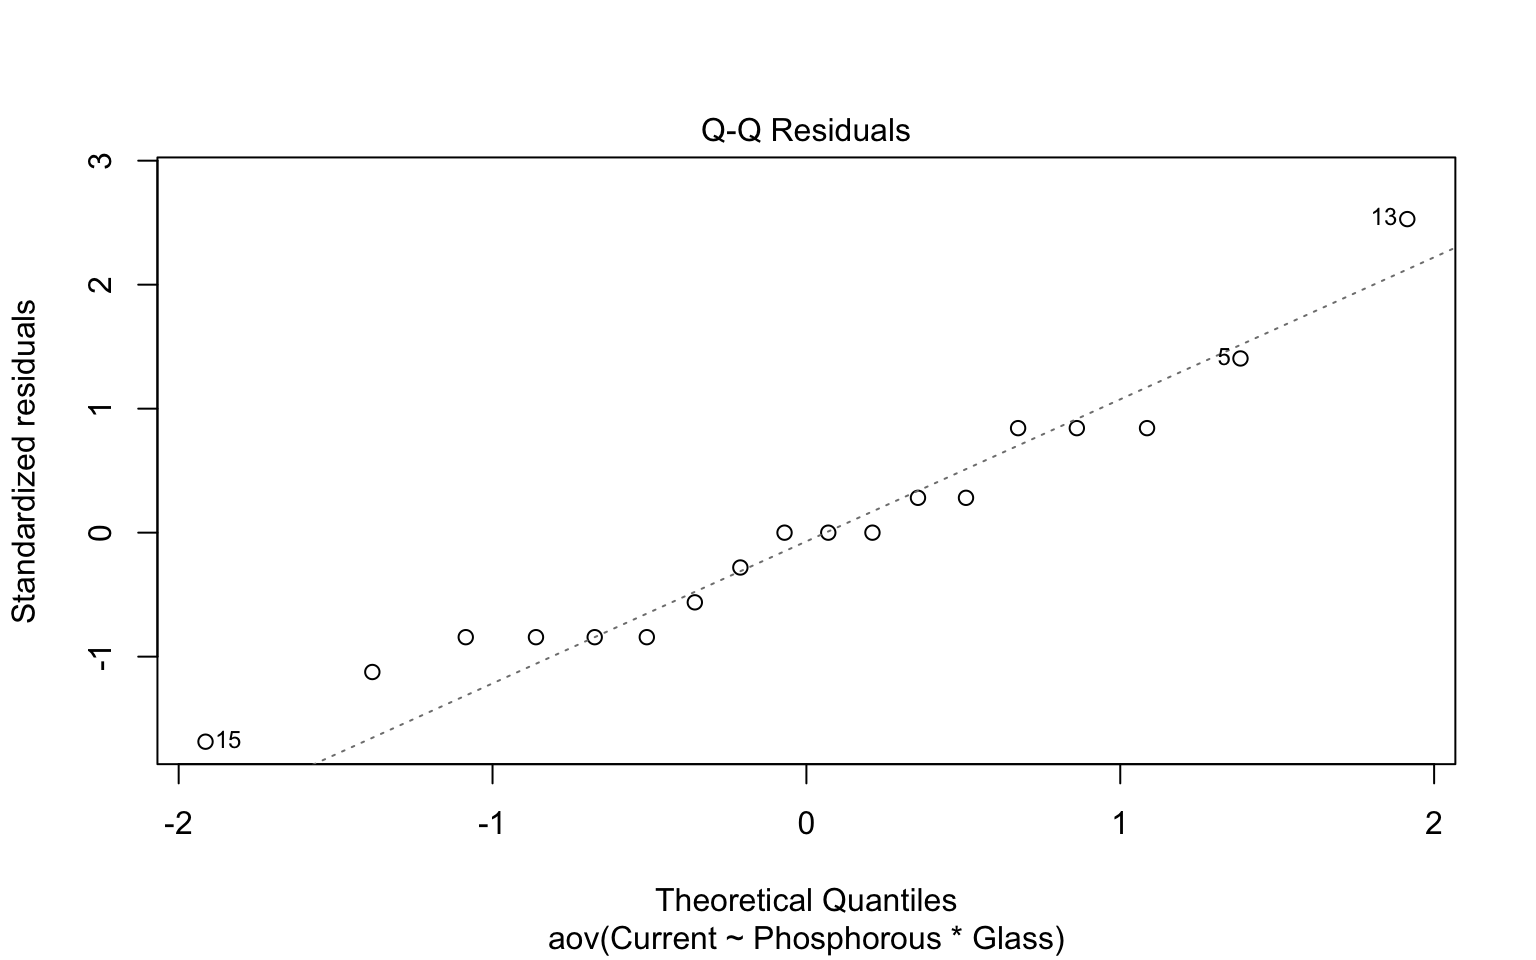 Q-Q Residuals
Standardized residuals
3
2
1
0
-1
13
5
15
-2 -1 0 1 2
Theoretical Quantiles
aov(Current ~ Phosphorous * Glass)